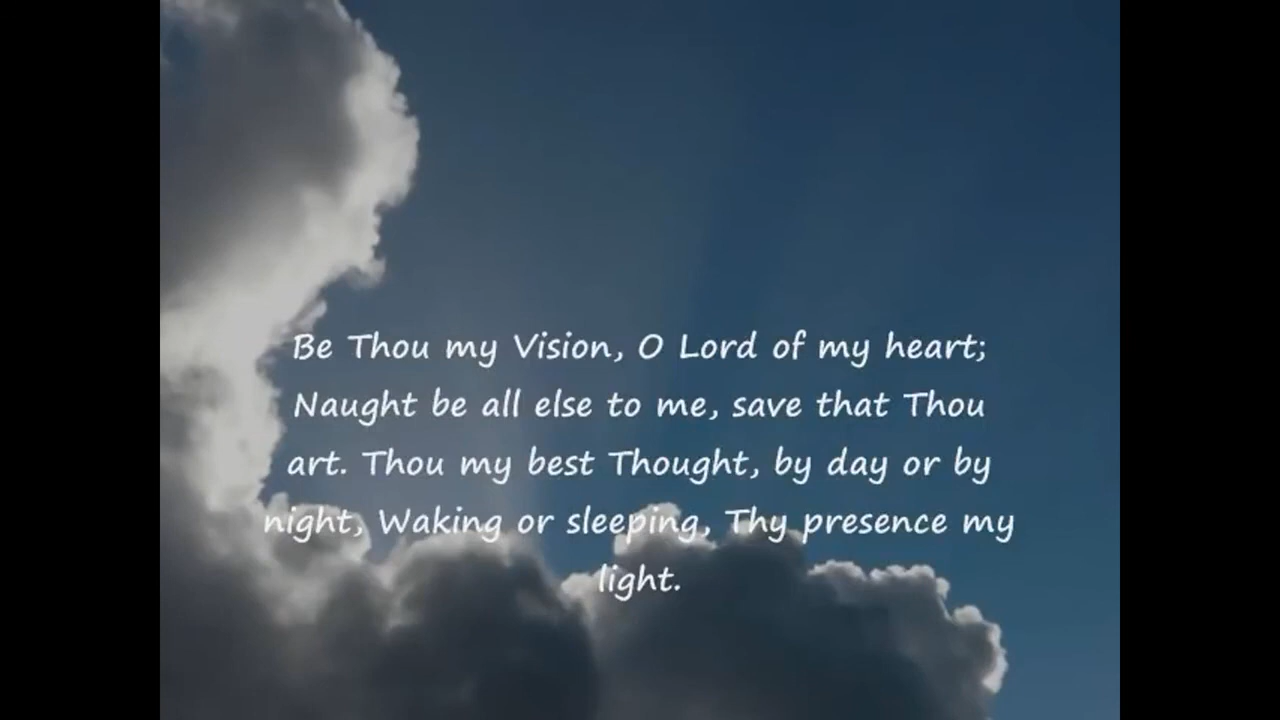 Be Thou my Vision, O Lord of my heart;
Naught be all else to me, save that Thou
art. Thou my best Thought, by day or by
night, Waking or sleeping, Thy presence my
light.